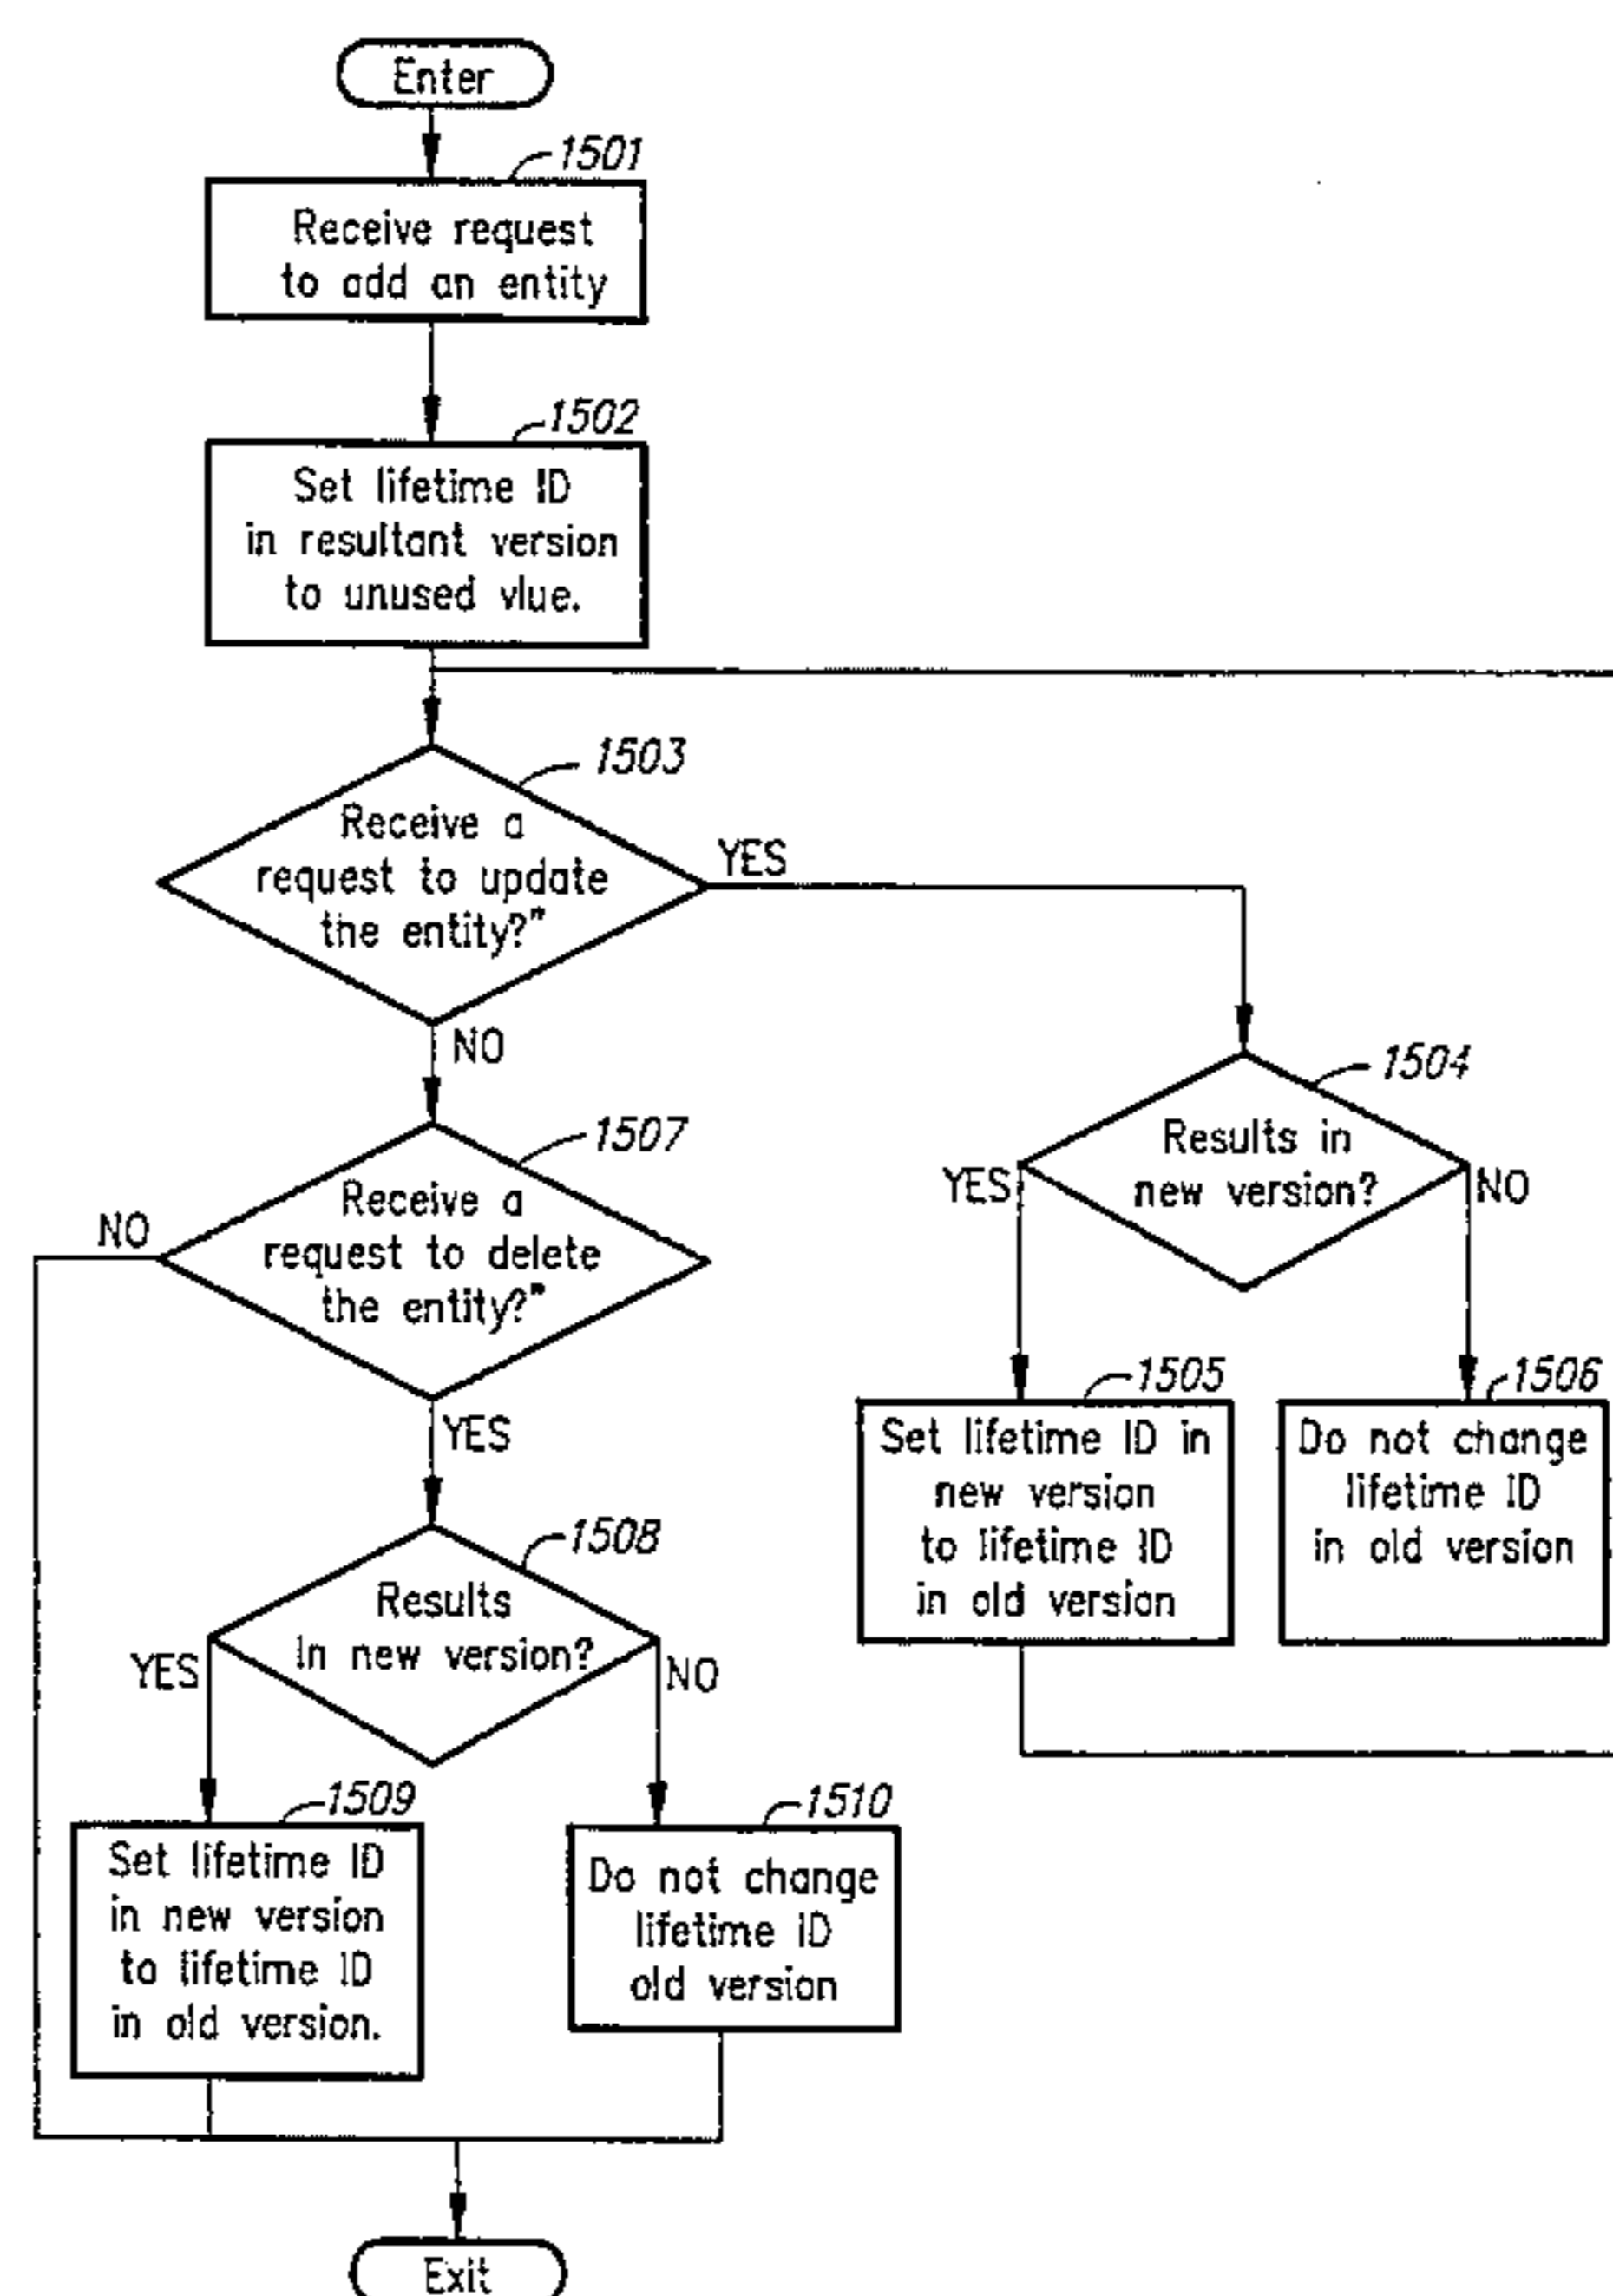 Enter
1501
Receive request
to add an entity
1502
Set lifetime ID
in resultant version
to unused vlue.
1503
Receive a
request to update
the entity?"
YES
NO
1504
Results in
new version?
YES
NO
1507
Receive a
request to delete
the entity?"
NO
YES
1505
Set lifetime ID in
new version
to lifetime ID
in old version
1506
Do not change
lifetime ID
in old version
1508
Results
In new version?
YES
NO
1509
Set lifetime ID
in new version
to lifetime ID
in old version.
1510
Do not change
lifetime ID
old version
Exit